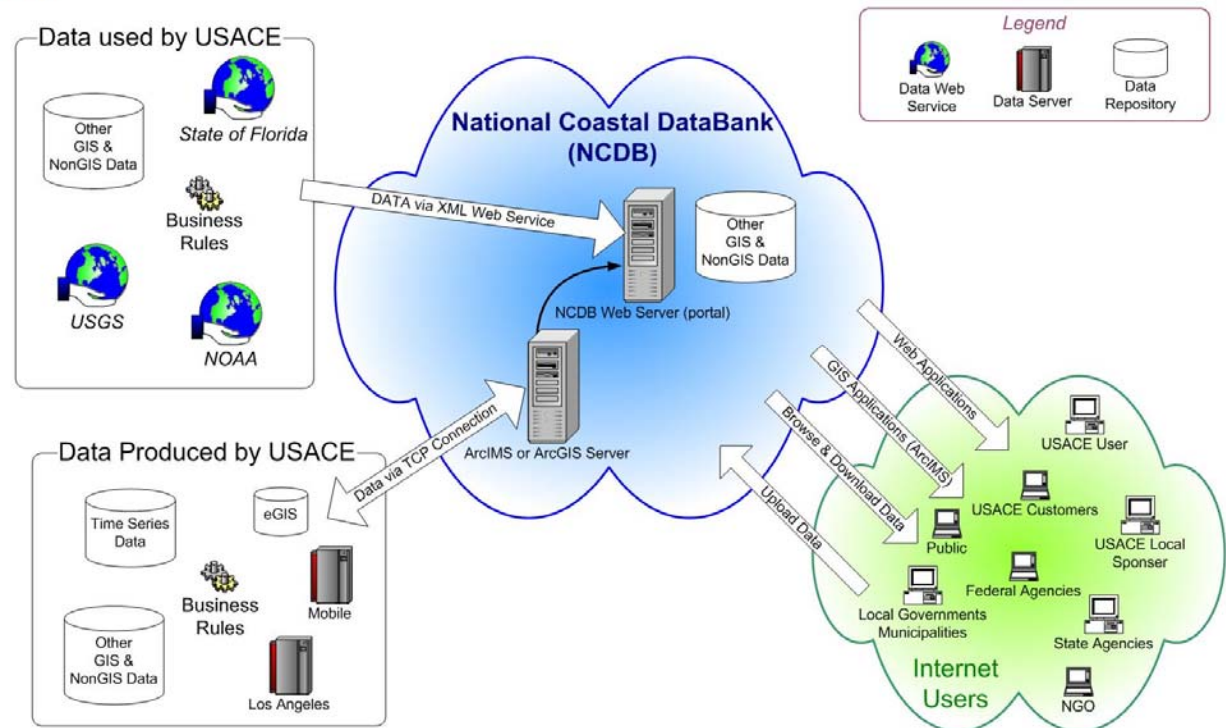 Data used by USACE
Other
GIS &
NonGIS Data
State of Florida
Business
Rules
USGS
NOAA
DATA via XML Web Service
National Coastal DataBank
(NCDB)
Other
GIS &
NonGIS Data
NCDB Web Server (portal)
ArcIMS or ArcGIS Server
Legend
Data Web
Service
Data Server
Data
Repository
Data Produced by USACE
Time Series
Data
eGIS
Business
Rules
Mobile
Other
GIS &
NonGIS Data
Los Angeles
Data via TCP Connection
Web Applications
GIS Applications (ArcIMS)
Browse & Download Data
Upload Data
USACE User
USACE Customers
USACE Local
Sponser
Public
Federal Agencies
Local Governments
Municipalities
State Agencies
Internet
Users
NGO